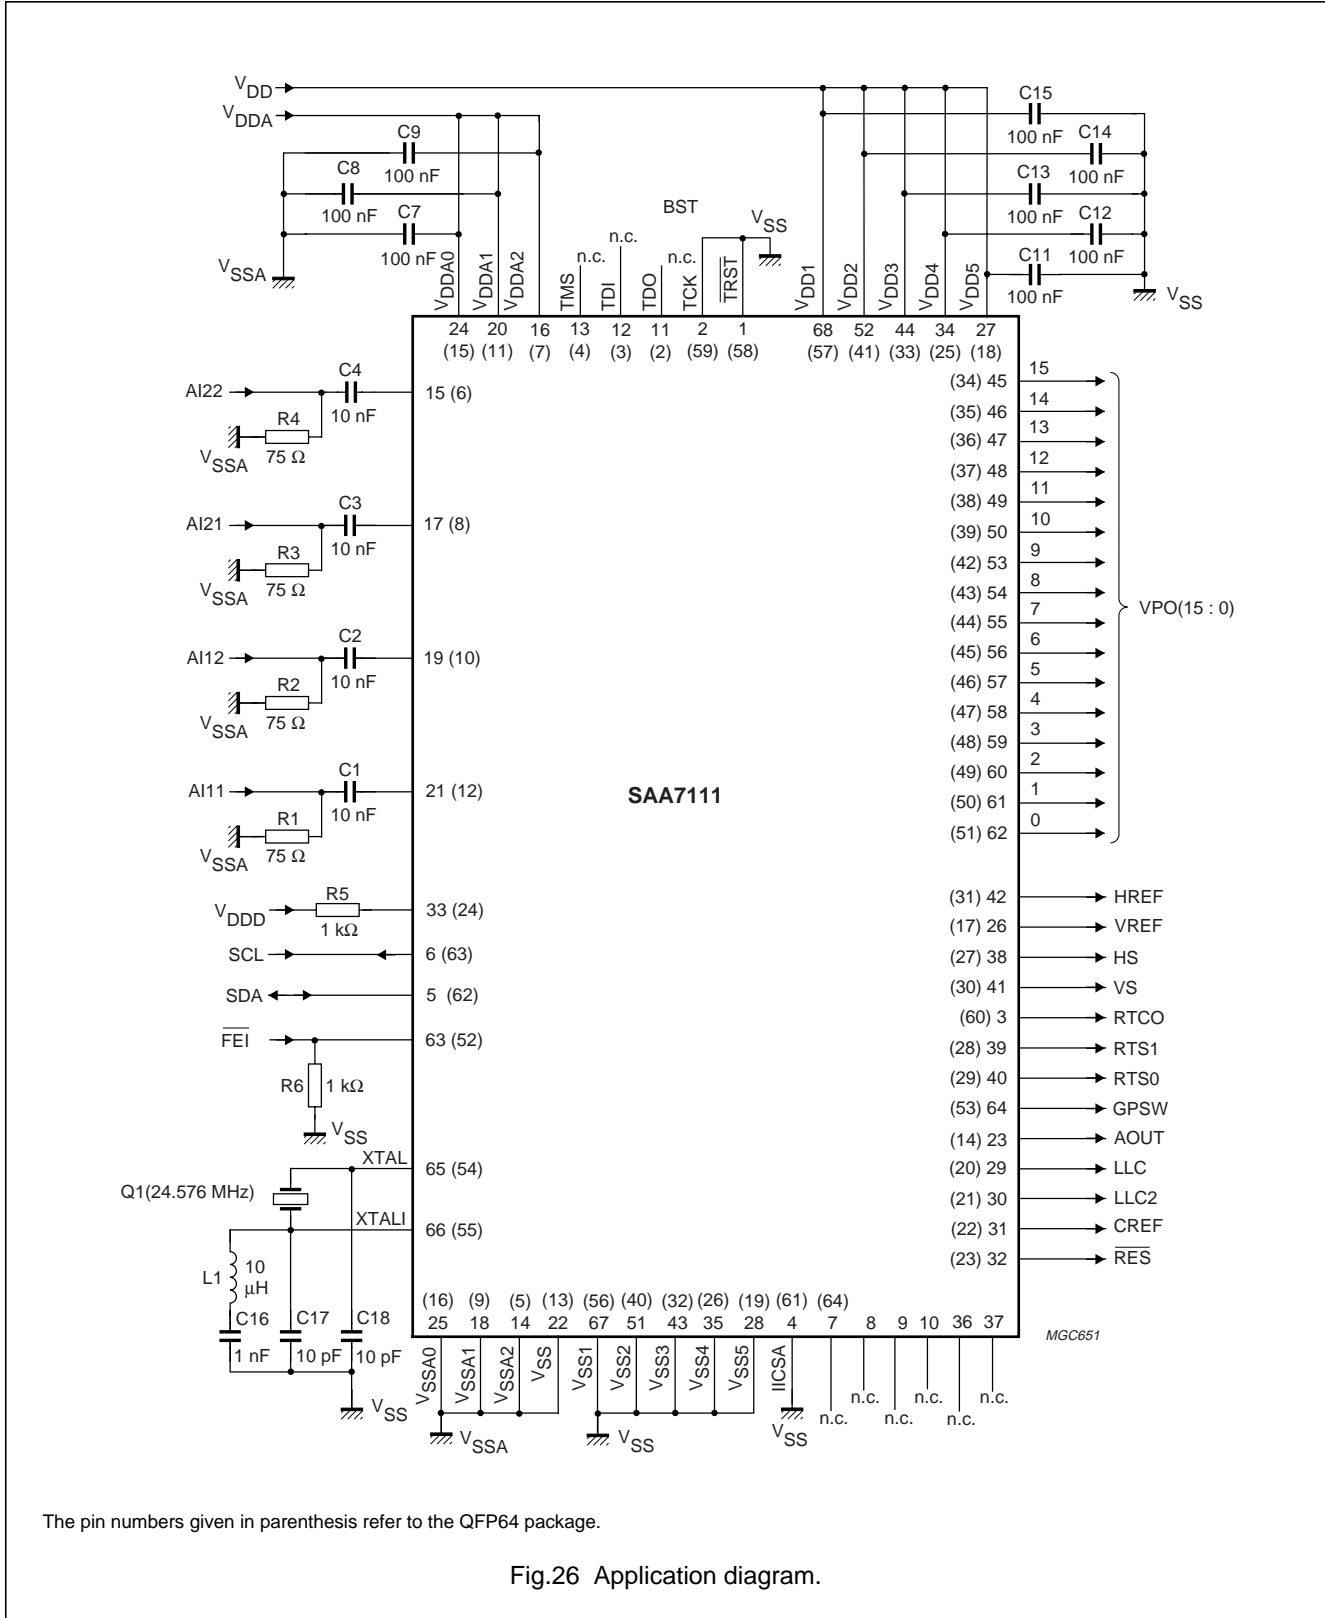 VDD
VDDA
C9
100 nF
C8
100 nF
C7
100 nF
VSSA
C15
100 nF
C14
100 nF
C13
100 nF
C12
100 nF
C11
100 nF
VSS
BST
VSS
n.c.
n.c.
n.c.
VDDA0
VDDA1
VDDA2
TMS
TDI
TDO
TCK
TRST
VDD1
VDD2
VDD3
VDD4
VDD5
24 20 16 13 12 11 2 1 68 52 44 34 27
(15) (11) (7) (4) (3) (2) (59) (58) (57) (41) (33) (25) (18)
AI22
C4
10 nF
R4
75 Ω
VSSA
15 (6)
AI21
C3
10 nF
R3
75 Ω
VSSA
17 (8)
AI12
C2
10 nF
R2
75 Ω
VSSA
19 (10)
AI11
C1
10 nF
R1
75 Ω
VSSA
21 (12)
VDDD
R5
1 kΩ
33 (24)
SCL
6 (63)
SDA
5 (62)
FEI
63 (52)
R6
1 kΩ
VSS
XTAL
65 (54)
Q1(24.576 MHz)
XTALI
66 (55)
L1
10
μH
C16
1 nF
C17
10 pF
C18
10 pF
VSS
SAA7111
(34) 45 15
(35) 46 14
(36) 47 13
(37) 48 12
(38) 49 11
(39) 50 10
(42) 53 9
(43) 54 8
(44) 55 7
(45) 56 6
(46) 57 5
(47) 58 4
(48) 59 3
(49) 60 2
(50) 61 1
(51) 62 0
VPO(15 : 0)
(31) 42 HREF
(17) 26 VREF
(27) 38 HS
(30) 41 VS
(60) 3 RTCO
(28) 39 RTS1
(29) 40 RTS0
(53) 64 GPSW
(14) 23 AOUT
(20) 29 LLC
(21) 30 LLC2
(22) 31 CREF
(23) 32 RES
(16) (9) (5) (13) (56) (40) (32) (26) (19) (61) (64)
25 18 14 22 67 51 43 35 28 4 7 8 9 10 36 37
MGC651
VSSA0
VSSA1
VSSA2
VSS
VSS1
VSS2
VSS3
VSS4
VSS5
IICSA
n.c.
n.c.
n.c.
n.c.
n.c.
n.c.
VSSA
VSS
VSS
The pin numbers given in parenthesis refer to the QFP64 package.
Fig.26 Application diagram.